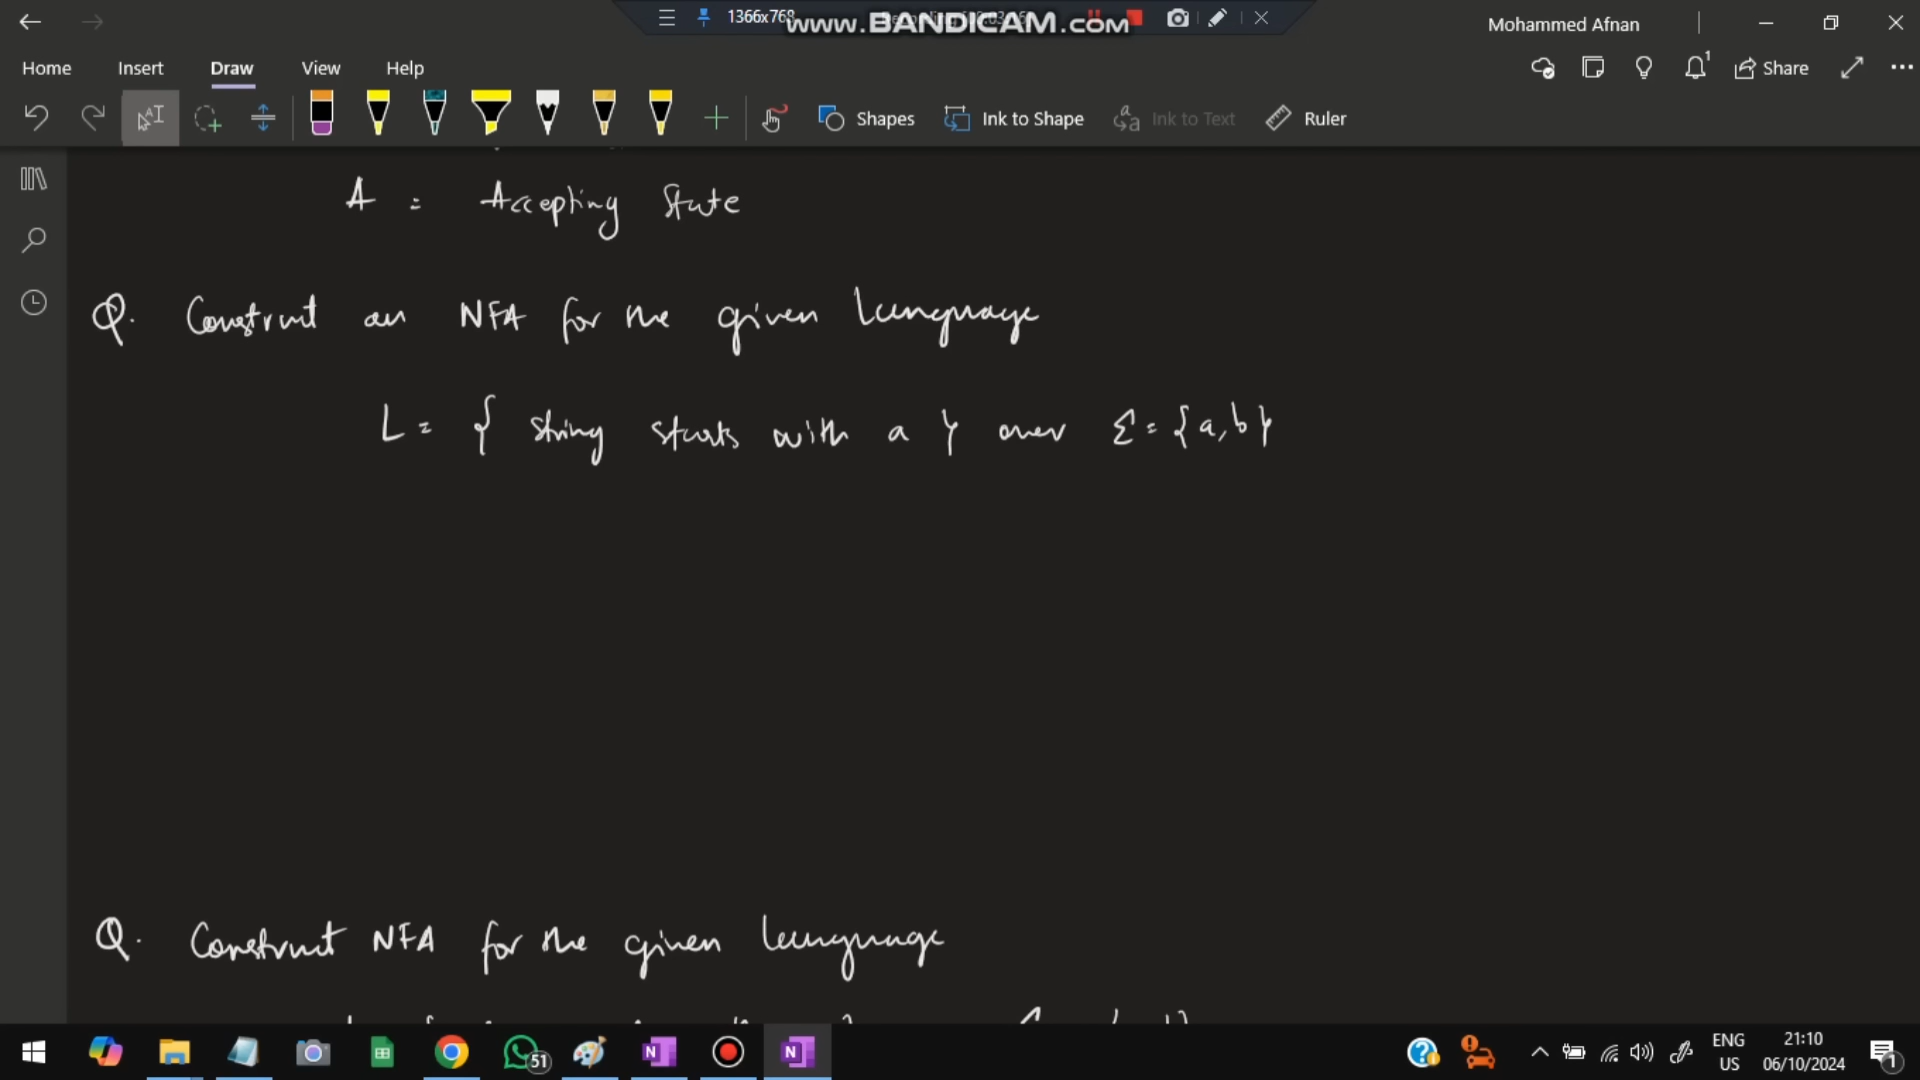 1366x768
www.BANDICAM.com
Mohammed Afnan
Home Insert Draw View Help
Share
Shapes Ink to Shape Ink to Text Ruler
A = Accepting State
Q. Construct an NFA for the given language
L = { string starts with a } over Σ = {a,b}
Q. Construct NFA for the given language
51
ENG
US
21:10
06/10/2024
1